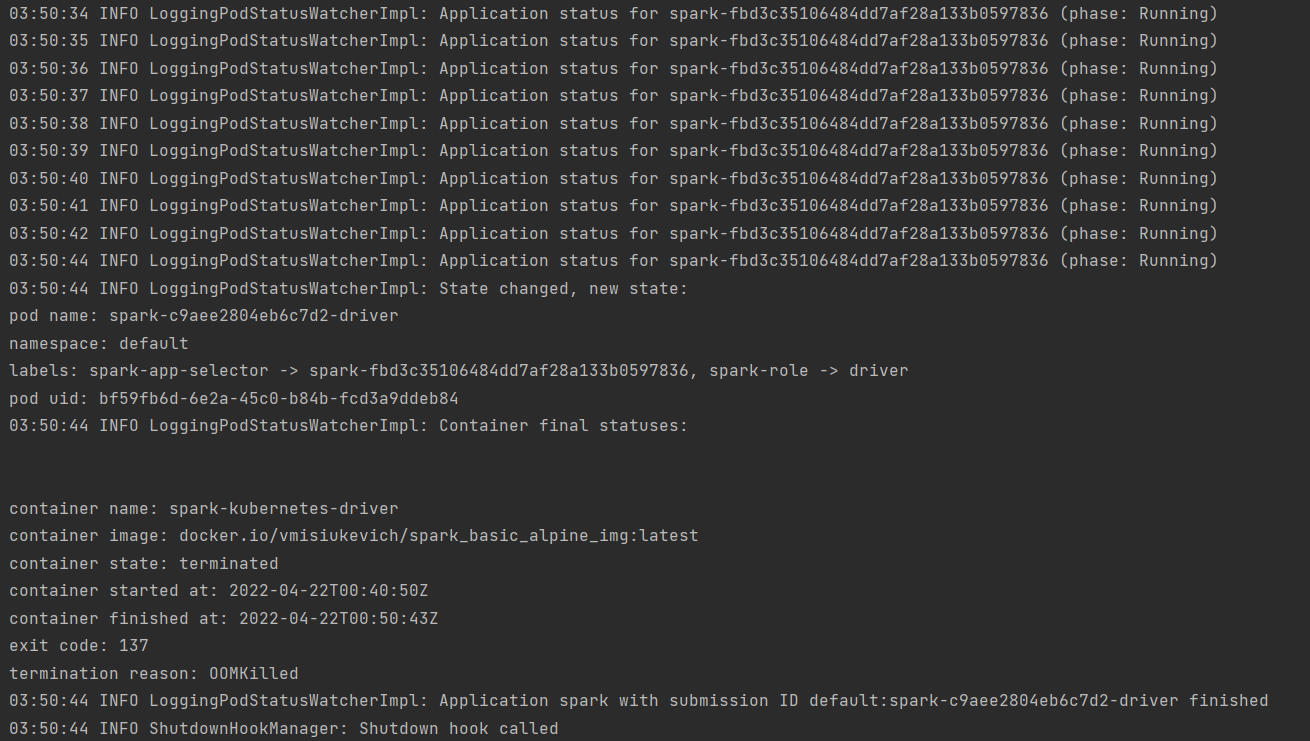 03:50:34 INFO LoggingPodStatusWatcherImpl: Application status for spark-fbd3c35106484dd7af28a133b0597836 (phase: Running)
03:50:35 INFO LoggingPodStatusWatcherImpl: Application status for spark-fbd3c35106484dd7af28a133b0597836 (phase: Running)
03:50:36 INFO LoggingPodStatusWatcherImpl: Application status for spark-fbd3c35106484dd7af28a133b0597836 (phase: Running)
03:50:37 INFO LoggingPodStatusWatcherImpl: Application status for spark-fbd3c35106484dd7af28a133b0597836 (phase: Running)
03:50:38 INFO LoggingPodStatusWatcherImpl: Application status for spark-fbd3c35106484dd7af28a133b0597836 (phase: Running)
03:50:39 INFO LoggingPodStatusWatcherImpl: Application status for spark-fbd3c35106484dd7af28a133b0597836 (phase: Running)
03:50:40 INFO LoggingPodStatusWatcherImpl: Application status for spark-fbd3c35106484dd7af28a133b0597836 (phase: Running)
03:50:41 INFO LoggingPodStatusWatcherImpl: Application status for spark-fbd3c35106484dd7af28a133b0597836 (phase: Running)
03:50:42 INFO LoggingPodStatusWatcherImpl: Application status for spark-fbd3c35106484dd7af28a133b0597836 (phase: Running)
03:50:44 INFO LoggingPodStatusWatcherImpl: Application status for spark-fbd3c35106484dd7af28a133b0597836 (phase: Running)
03:50:44 INFO LoggingPodStatusWatcherImpl: State changed, new state:
pod name: spark-c9aee2804eb6c7d2-driver
namespace: default
labels: spark-app-selector -> spark-fbd3c35106484dd7af28a133b0597836, spark-role -> driver
pod uid: bf59fb6d-6e2a-45c0-b84b-fcd3a9ddeb84
03:50:44 INFO LoggingPodStatusWatcherImpl: Container final statuses:
container name: spark-kubernetes-driver
container image: docker.io/vmisiukevich/spark_basic_alpine_img:latest
container state: terminated
container started at: 2022-04-22T00:40:50Z
container finished at: 2022-04-22T00:50:43Z
exit code: 137
termination reason: OOMKilled
03:50:44 INFO LoggingPodStatusWatcherImpl: Application spark with submission ID default:spark-c9aee2804eb6c7d2-driver finished
03:50:44 INFO ShutdownHookManager: Shutdown hook called